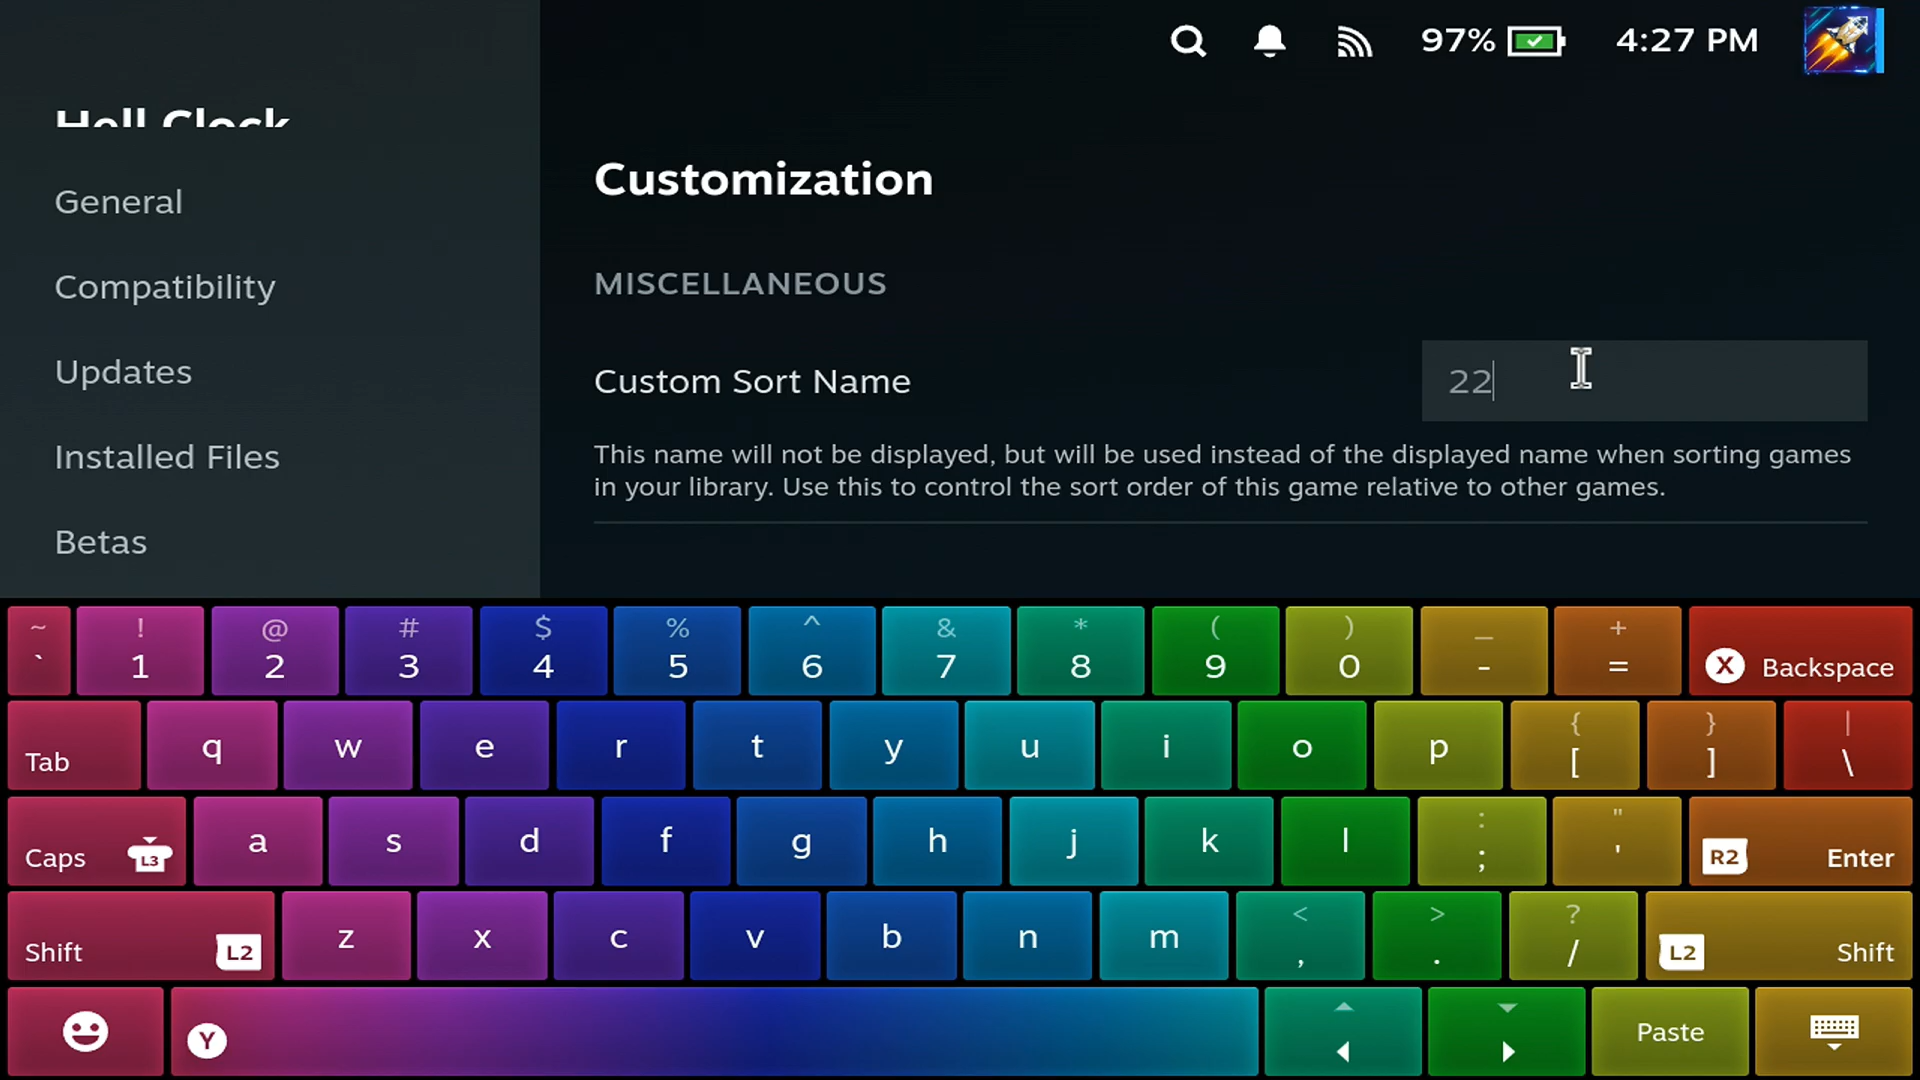 97% 4:27 PM
Hell Clock
General
Compatibility
Updates
Installed Files
Betas
Customization
MISCELLANEOUS
Custom Sort Name
22
This name will not be displayed, but will be used instead of the displayed name when sorting games
in your library. Use this to control the sort order of this game relative to other games.
~ ! @ # $ % ^ & * ( ) _ +
` 1 2 3 4 5 6 7 8 9 0 - = X Backspace
{ } |
Tab q w e r t y u i o p [ ] \
: "
Caps L3 a s d f g h j k l ; ' R2 Enter
< > ?
Shift L2 z x c v b n m , . / L2 Shift
Y Paste